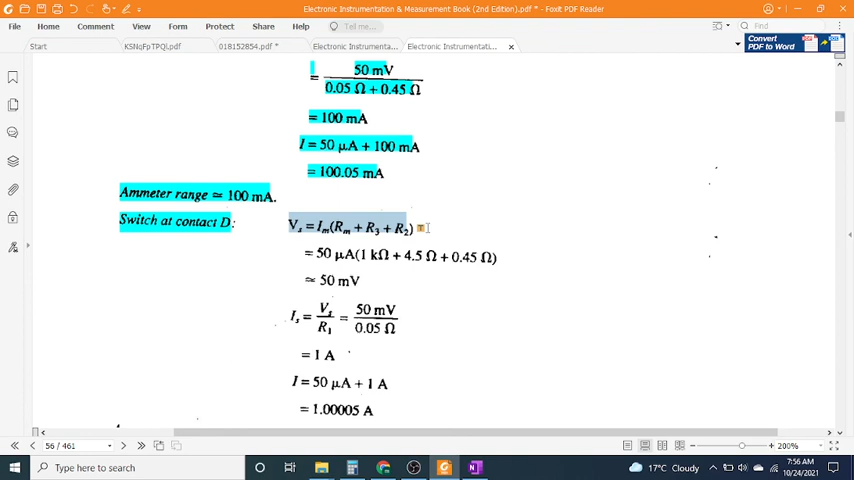 Electronic Instrumentation & Measurement Book (2nd Edition).pdf * - Foxit PDF Reader
File Home Comment View Form Protect Share Help Tell me... Find
Start KSNqFpTPQl.pdf 018152854.pdf * Electronic Instrumenta... Electronic Instrumentati...
Convert
PDF to Word
= 50 mV / 0.05 Ω + 0.45 Ω
= 100 mA
I = 50 μA + 100 mA
= 100.05 mA
Ammeter range ≃ 100 mA.
Switch at contact D: Vs = Im(Rm + R3 + R2)
= 50 μA(1 kΩ + 4.5 Ω + 0.45 Ω)
≃ 50 mV
Is = Vs / R1 = 50 mV / 0.05 Ω
= 1 A
I = 50 μA + 1 A
= 1.00005 A
56 / 461 200%
Type here to search 17°C Cloudy 7:56 AM
10/24/2021